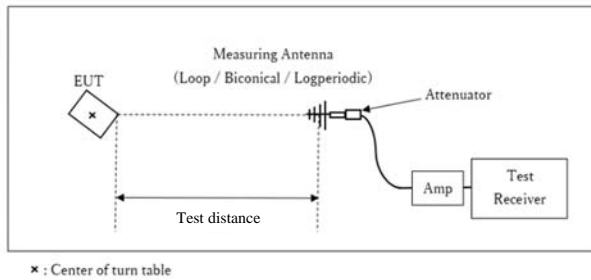 Measuring Antenna
(Loop / Biconical / Logperiodic)
EUT
Attenuator
Amp
Test
Receiver
Test distance
× : Center of turn table